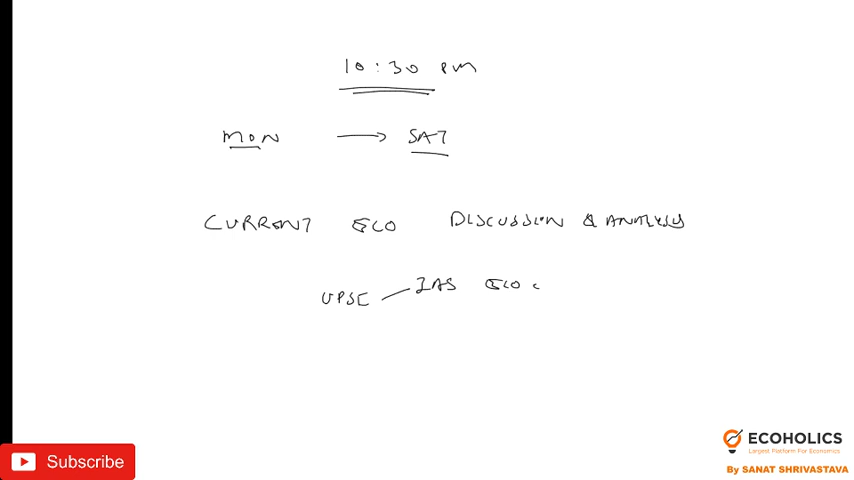 10:30 PM
MON → SAT
CURRENT ECO DISCUSSION & ANALYSIS
UPSC IAS ECO
Subscribe
ECOHOLICS
Largest Platform For Economics
By SANAT SHRIVASTAVA